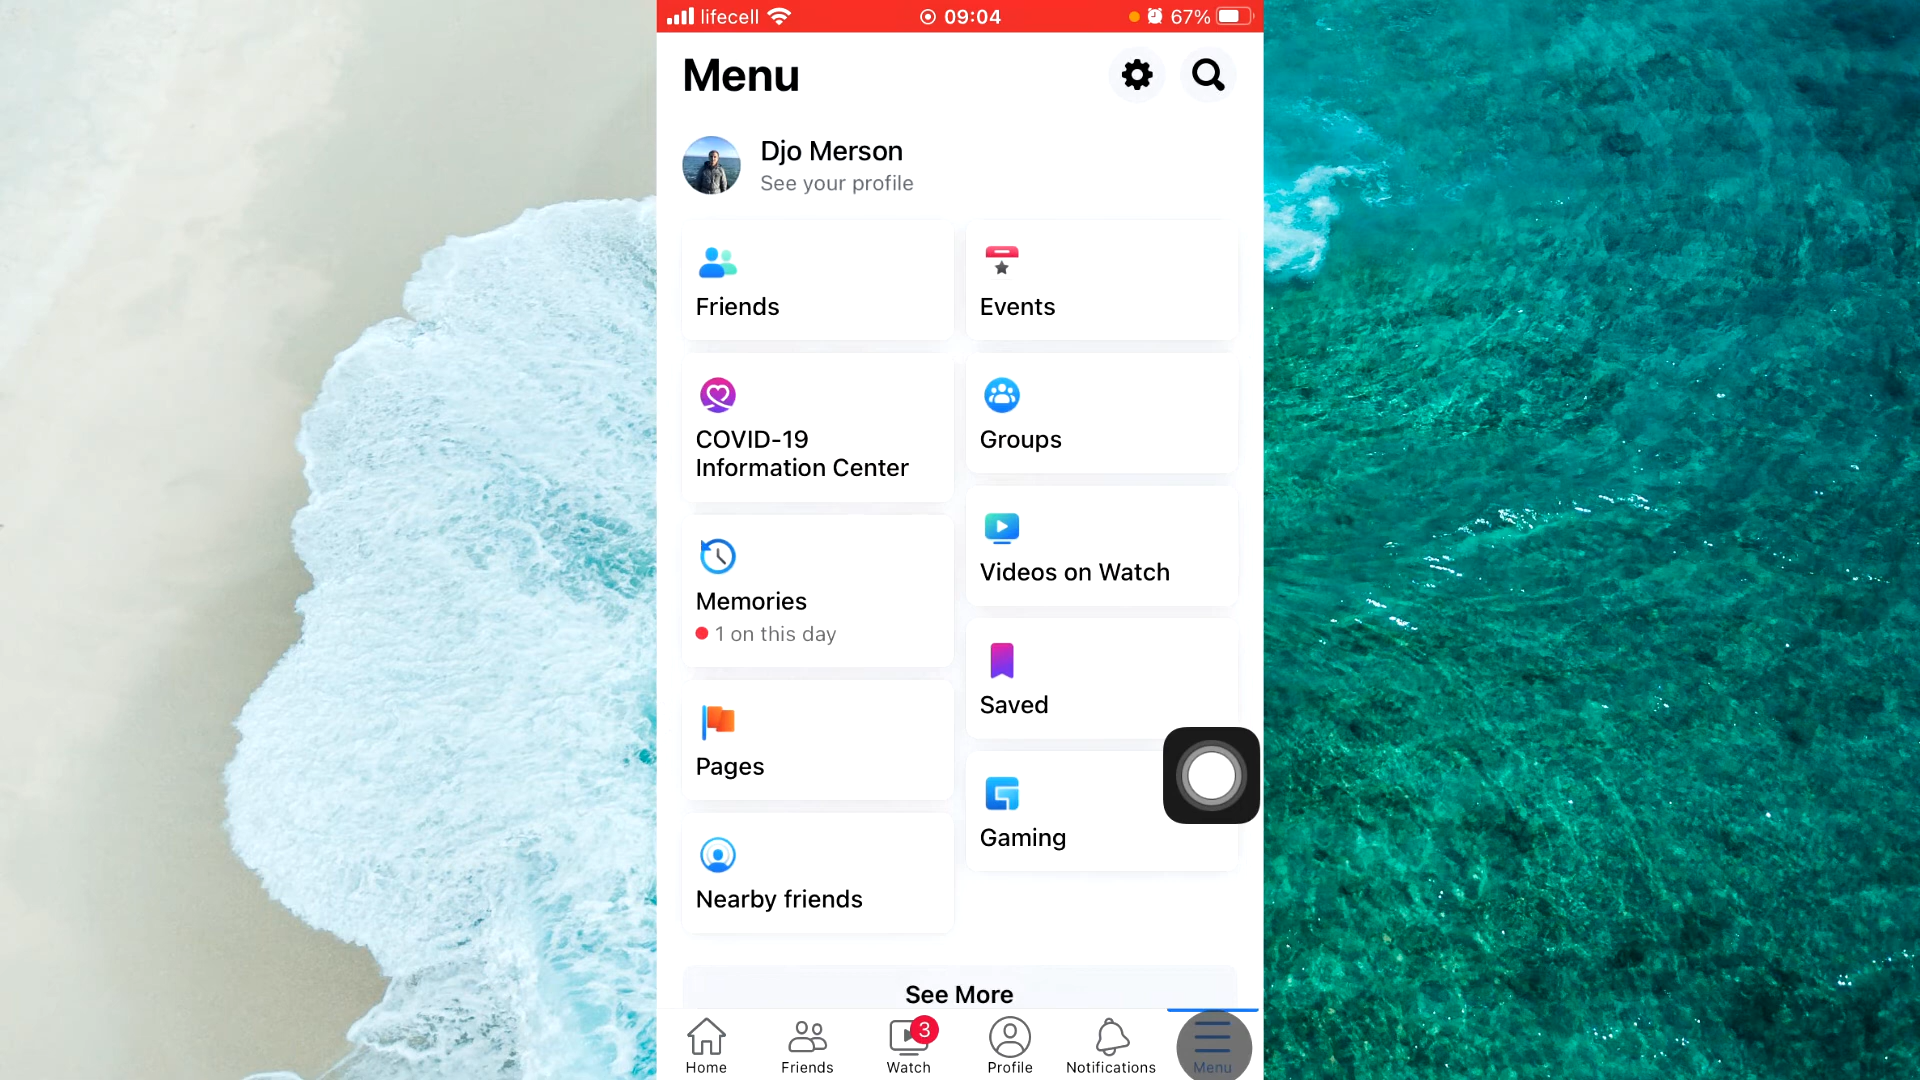 lifecell 09:04 67%
Menu
Djo Merson
See your profile
Friends
Events
COVID-19
Information Center
Groups
Memories
1 on this day
Videos on Watch
Saved
Pages
Gaming
Nearby friends
See More
3
Home Friends Watch Profile Notifications Menu